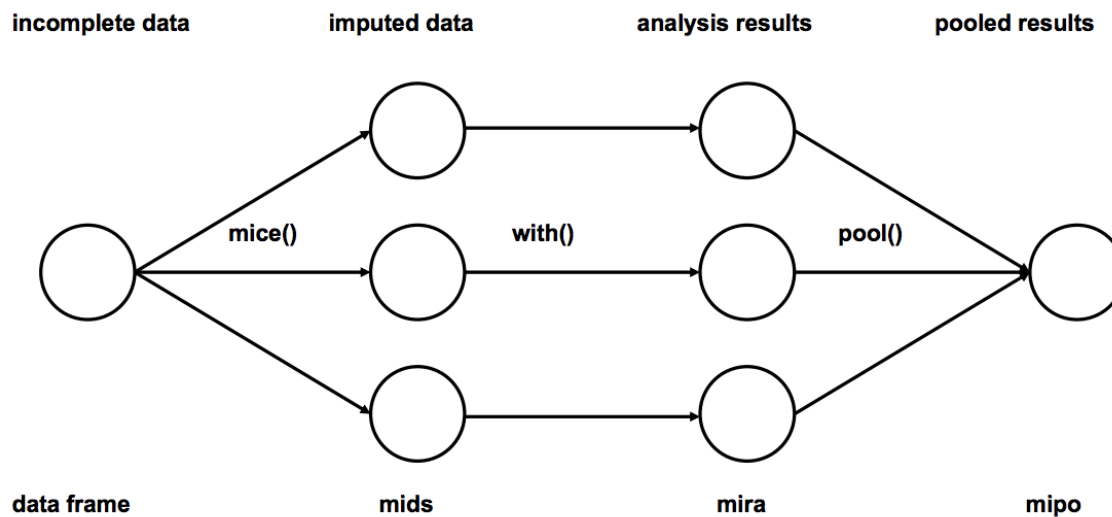 incomplete data imputed data analysis results pooled results
mice() with() pool()
data frame mids mira mipo